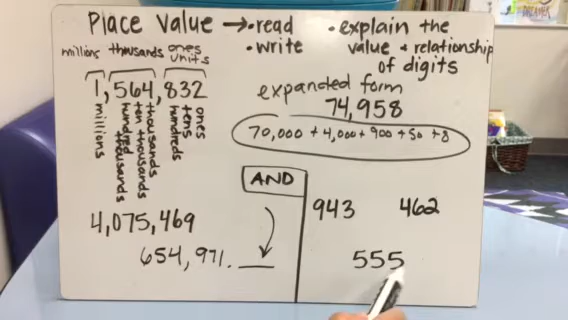 Place Value → • read
• write
• explain the
value + relationship
of digits
millions thousands ones
units
1,564,832
millions
hundred thousands
ten thousands
thousands
hundreds
tens
ones
expanded form
74,958
70,000 + 4,000 + 900 + 50 + 8
4,075,469
654,971.
AND
943 462
555